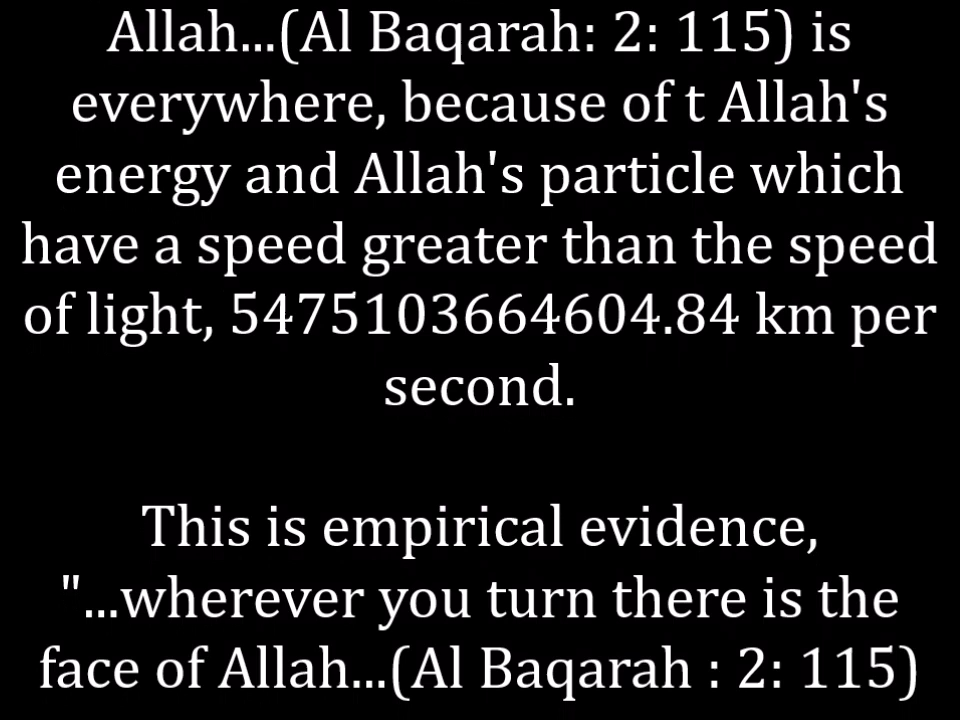 Allah...(Al Baqarah: 2: 115) is
everywhere, because of t Allah's
energy and Allah's particle which
have a speed greater than the speed
of light, 5475103664604.84 km per
second.
This is empirical evidence,
"...wherever you turn there is the
face of Allah...(Al Baqarah : 2: 115)